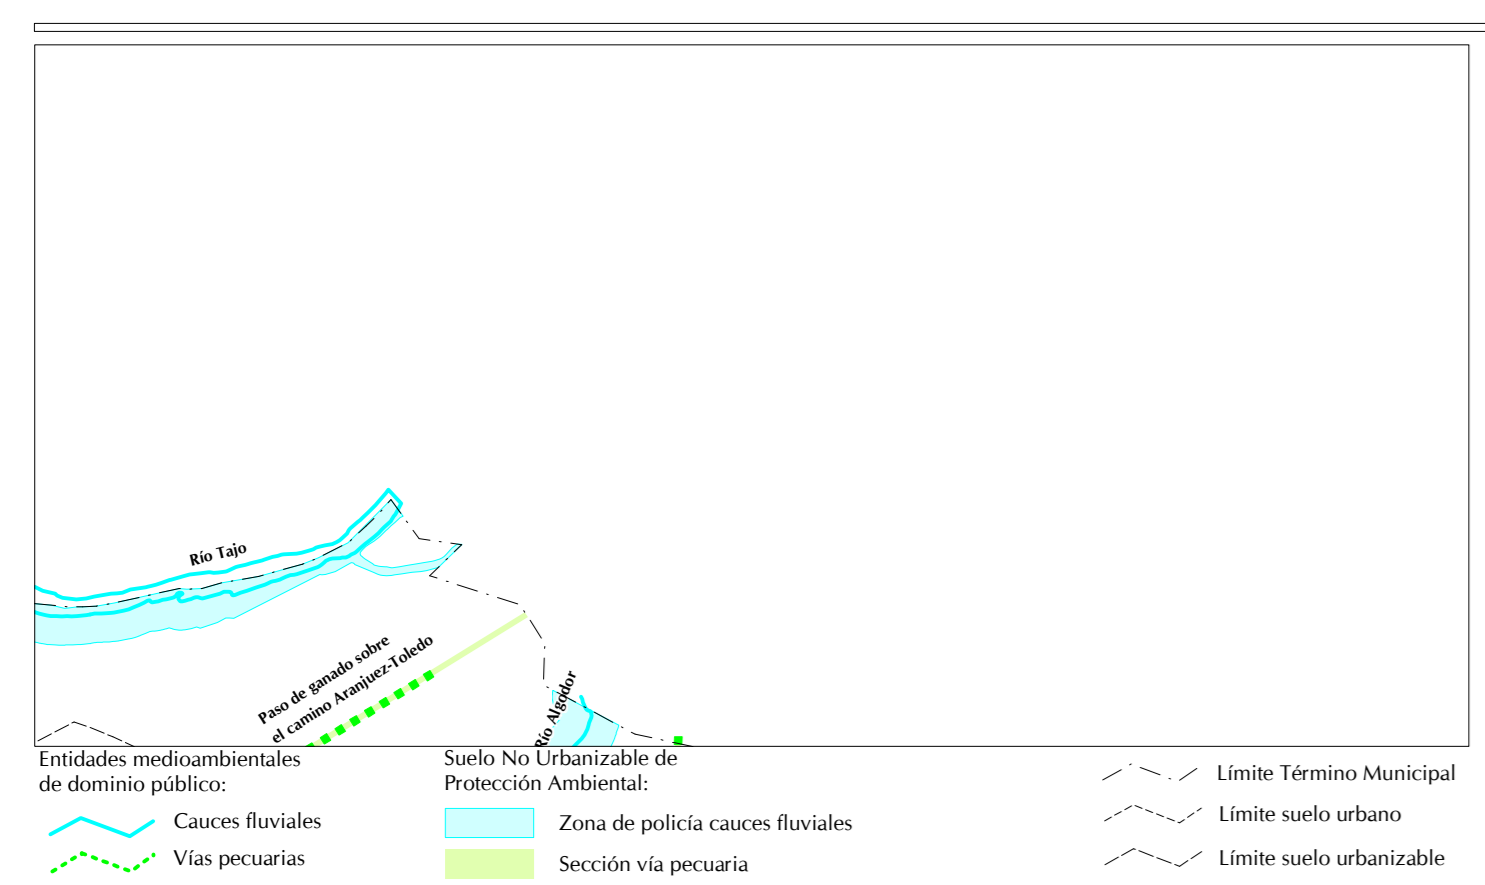 Río Tajo
Paso de ganado sobre
el camino Aranjuez-Toledo
Río Algodor
Entidades medioambientales
de dominio público:
Cauces fluviales
Vías pecuarias
Suelo No Urbanizable de
Protección Ambiental:
Zona de policía cauces fluviales
Sección vía pecuaria
Límite Término Municipal
Límite suelo urbano
Límite suelo urbanizable